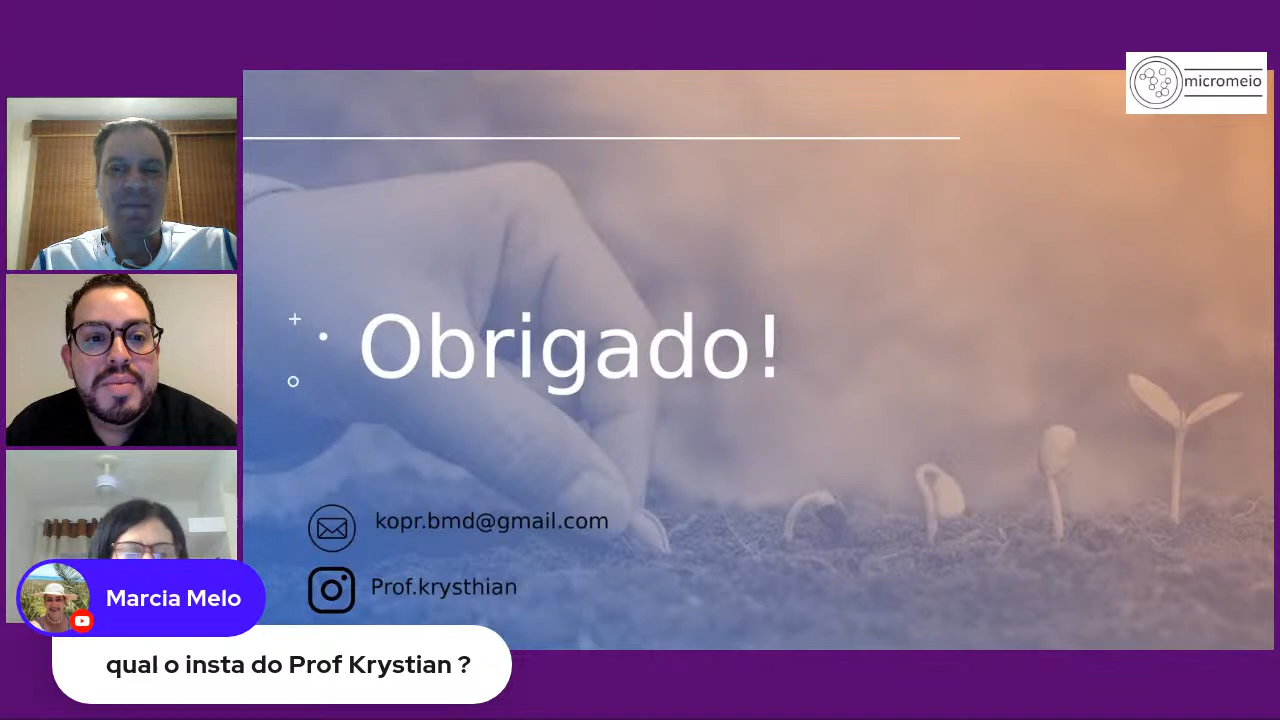 micromeio
Obrigado!
kopr.bmd@gmail.com
Prof.krysthian
Marcia Melo
qual o insta do Prof Krystian ?